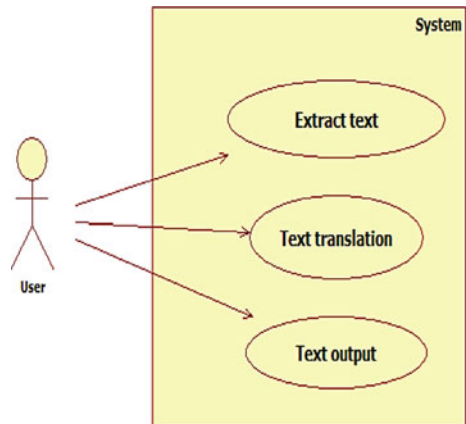 System
Extract text
Text translation
User
Text output